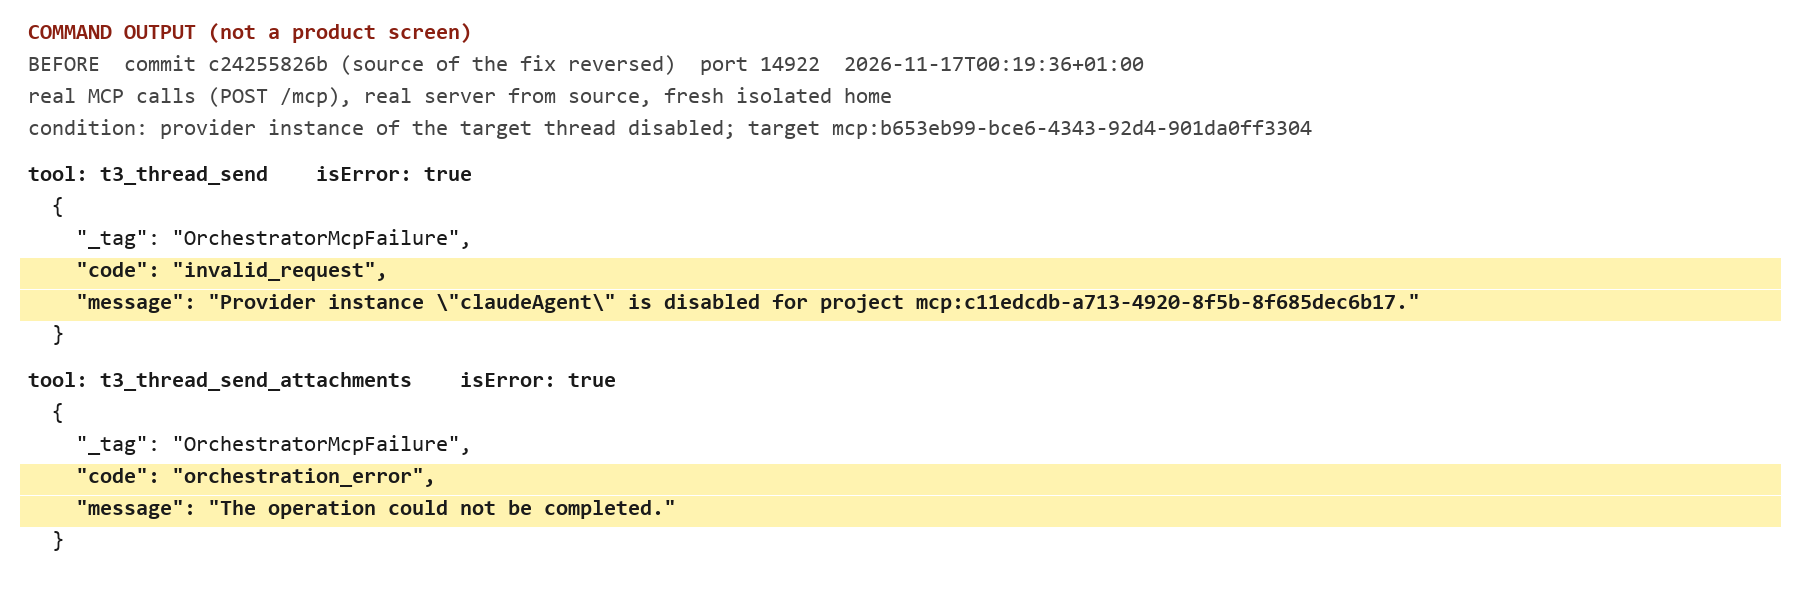 COMMAND OUTPUT (not a product screen)
BEFORE  commit c24255826b (source of the fix reversed)  port 14922  2026-11-17T00:19:36+01:00
real MCP calls (POST /mcp), real server from source, fresh isolated home
condition: provider instance of the target thread disabled; target mcp:b653eb99-bce6-4343-92d4-901da0ff3304
tool: t3_thread_send    isError: true
  {
    "_tag": "OrchestratorMcpFailure",
    "code": "invalid_request",
    "message": "Provider instance \"claudeAgent\" is disabled for project mcp:c11edcdb-a713-4920-8f5b-8f685dec6b17."
  }
tool: t3_thread_send_attachments    isError: true
  {
    "_tag": "OrchestratorMcpFailure",
    "code": "orchestration_error",
    "message": "The operation could not be completed."
  }